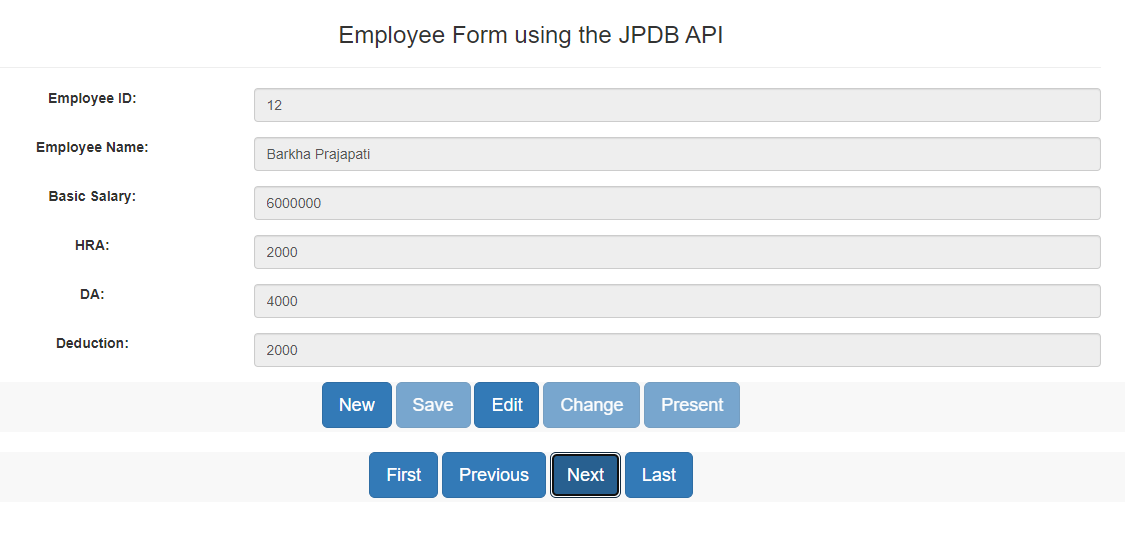 Employee Form using the JPDB API
Employee ID: 12
Employee Name: Barkha Prajapati
Basic Salary: 6000000
HRA: 2000
DA: 4000
Deduction: 2000
New Save Edit Change Present
First Previous Next Last